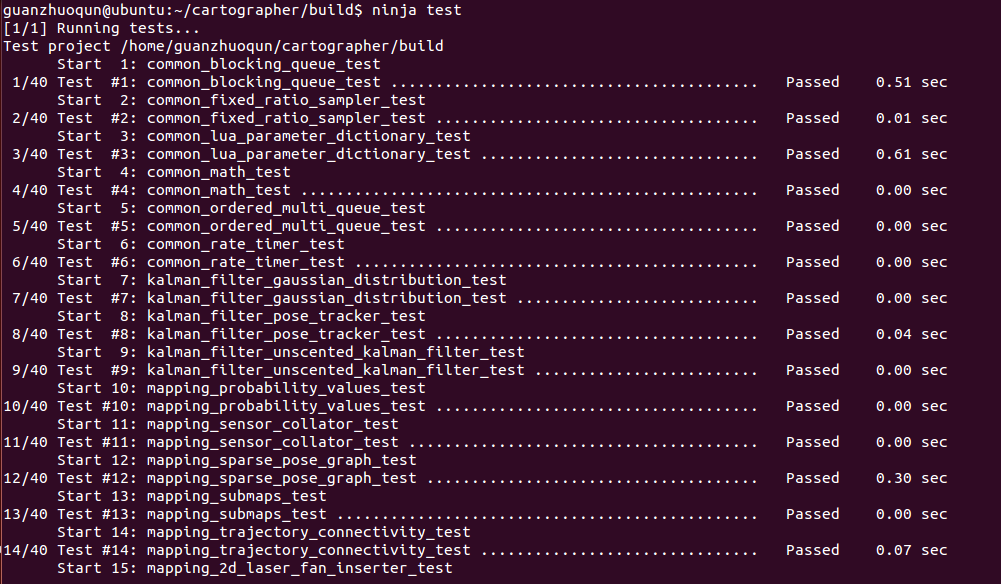 guanzhuoqun@ubuntu:~/cartographer/build$ ninja test
[1/1] Running tests...
Test project /home/guanzhuoqun/cartographer/build
      Start  1: common_blocking_queue_test
 1/40 Test  #1: common_blocking_queue_test .........................................   Passed    0.51 sec
      Start  2: common_fixed_ratio_sampler_test
 2/40 Test  #2: common_fixed_ratio_sampler_test ....................................   Passed    0.01 sec
      Start  3: common_lua_parameter_dictionary_test
 3/40 Test  #3: common_lua_parameter_dictionary_test ...............................   Passed    0.61 sec
      Start  4: common_math_test
 4/40 Test  #4: common_math_test ...................................................   Passed    0.00 sec
      Start  5: common_ordered_multi_queue_test
 5/40 Test  #5: common_ordered_multi_queue_test ....................................   Passed    0.00 sec
      Start  6: common_rate_timer_test
 6/40 Test  #6: common_rate_timer_test .............................................   Passed    0.00 sec
      Start  7: kalman_filter_gaussian_distribution_test
 7/40 Test  #7: kalman_filter_gaussian_distribution_test ...........................   Passed    0.00 sec
      Start  8: kalman_filter_pose_tracker_test
 8/40 Test  #8: kalman_filter_pose_tracker_test ....................................   Passed    0.04 sec
      Start  9: kalman_filter_unscented_kalman_filter_test
 9/40 Test  #9: kalman_filter_unscented_kalman_filter_test .........................   Passed    0.00 sec
      Start 10: mapping_probability_values_test
10/40 Test #10: mapping_probability_values_test ....................................   Passed    0.00 sec
      Start 11: mapping_sensor_collator_test
11/40 Test #11: mapping_sensor_collator_test .......................................   Passed    0.00 sec
      Start 12: mapping_sparse_pose_graph_test
12/40 Test #12: mapping_sparse_pose_graph_test .....................................   Passed    0.30 sec
      Start 13: mapping_submaps_test
13/40 Test #13: mapping_submaps_test ...............................................   Passed    0.00 sec
      Start 14: mapping_trajectory_connectivity_test
14/40 Test #14: mapping_trajectory_connectivity_test ...............................   Passed    0.07 sec
      Start 15: mapping_2d_laser_fan_inserter_test